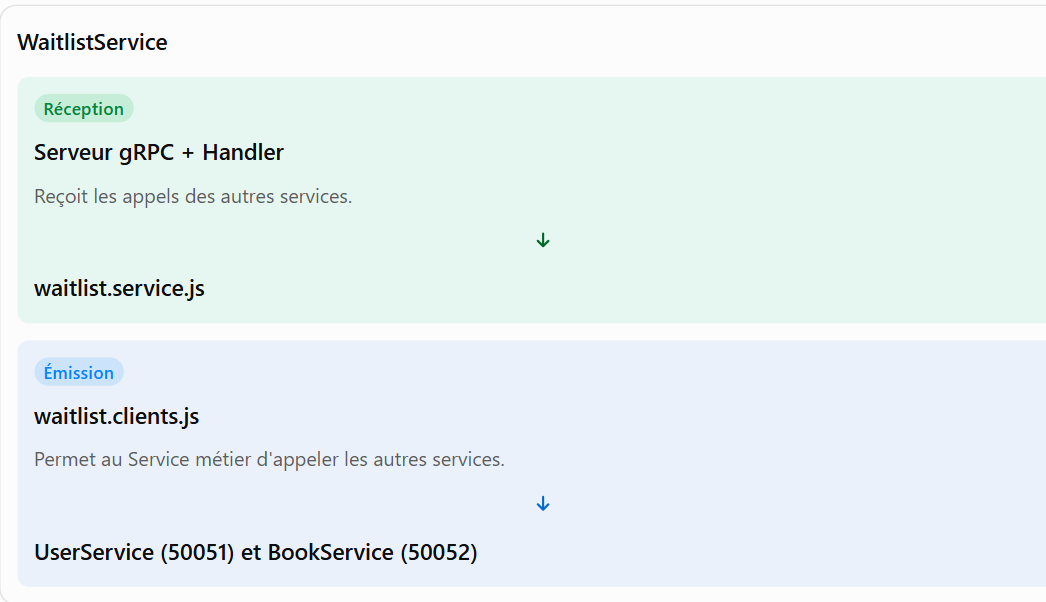 WaitlistService
Réception
Serveur gRPC + Handler
Reçoit les appels des autres services.
↓
waitlist.service.js
Émission
waitlist.clients.js
Permet au Service métier d'appeler les autres services.
↓
UserService (50051) et BookService (50052)